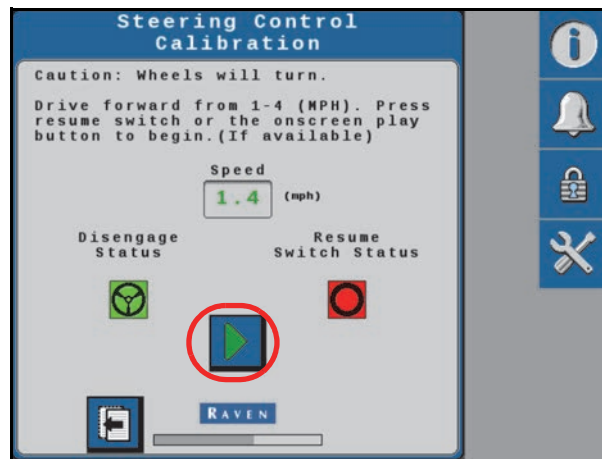 Steering Control
Calibration
Caution: Wheels will turn.
Drive forward from 1-4 (MPH). Press
resume switch or the onscreen play
button to begin.(If available)
Speed
1.4 (mph)
Disengage
Status
Resume
Switch Status
RAVEN